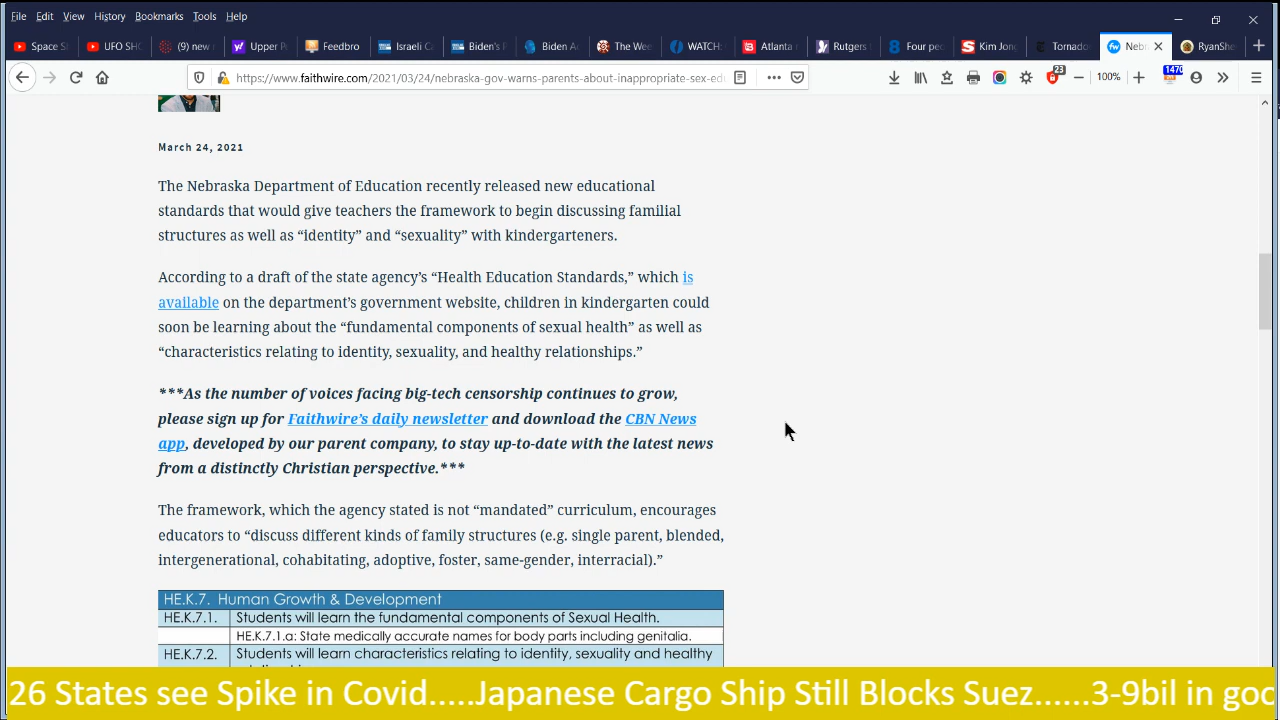 File Edit View History Bookmarks Tools Help
Space S
UFO SHO
(9) new
Upper P
Feedbro
Israeli C
Biden's F
Biden A
The Wee
WATCH:
Atlanta
Rutgers
Four pe
Kim Jon
Tornado
Neb
RyanShe
https://www.faithwire.com/2021/03/24/nebraska-gov-warns-parents-about-inappropriate-sex-ed
100%
23
1470
March 24, 2021
The Nebraska Department of Education recently released new educational
standards that would give teachers the framework to begin discussing familial
structures as well as “identity” and “sexuality” with kindergarteners.
According to a draft of the state agency’s “Health Education Standards,” which is
available on the department’s government website, children in kindergarten could
soon be learning about the “fundamental components of sexual health” as well as
“characteristics relating to identity, sexuality, and healthy relationships.”
***As the number of voices facing big-tech censorship continues to grow,
please sign up for Faithwire’s daily newsletter and download the CBN News
app, developed by our parent company, to stay up-to-date with the latest news
from a distinctly Christian perspective.***
The framework, which the agency stated is not “mandated” curriculum, encourages
educators to “discuss different kinds of family structures (e.g. single parent, blended,
intergenerational, cohabitating, adoptive, foster, same-gender, interracial).”
HE.K.7. Human Growth & Development
HE.K.7.1. Students will learn the fundamental components of Sexual Health.
HE.K.7.1.a: State medically accurate names for body parts including genitalia.
HE.K.7.2. Students will learn characteristics relating to identity, sexuality and healthy
26 States see Spike in Covid.....Japanese Cargo Ship Still Blocks Suez......3-9bil in goo